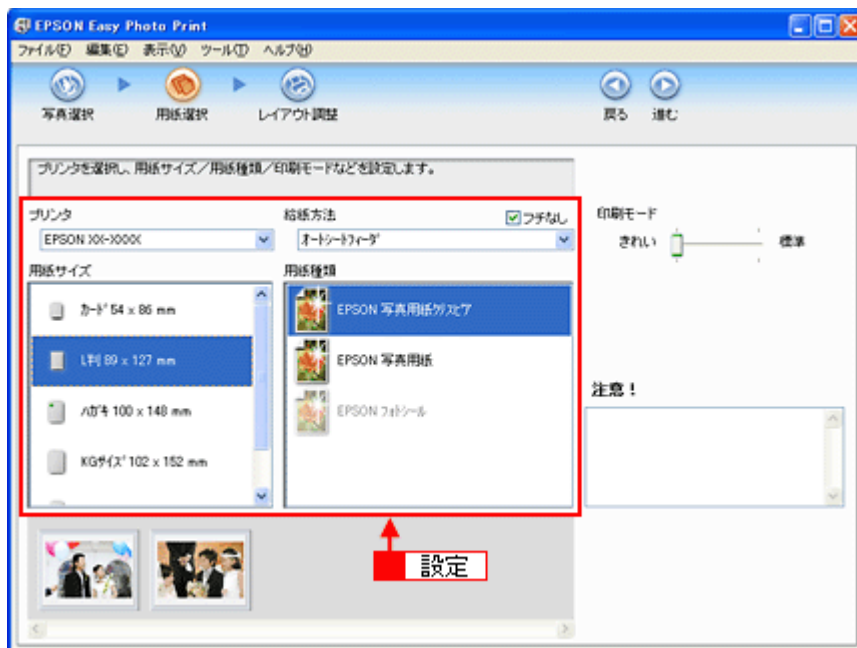 EPSON Easy Photo Print
ファイル(F) 編集(E) 表示(V) ツール(T) ヘルプ(H)
写真選択 用紙選択 レイアウト調整 戻る 進む
プリンタを選択し、用紙サイズ/用紙種類/印刷モードなどを設定します。
プリンタ 給紙方法 フチなし 印刷モード
EPSON XX-XXXX オートシートフィーダ きれい 標準
用紙サイズ 用紙種類
カード 54 x 86 mm EPSON 写真用紙クリスピア
L判 89 x 127 mm EPSON 写真用紙
注意!
ハガキ 100 x 148 mm EPSON フォトシール
KGサイズ 102 x 152 mm
設定